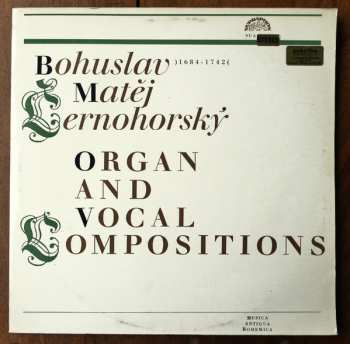 Bohuslav
)1684-1742(
Matěj
Černohorský
ORGAN
AND
VOCAL
COMPOSITIONS
MUSICA
ANTIQUA
BOHEMICA